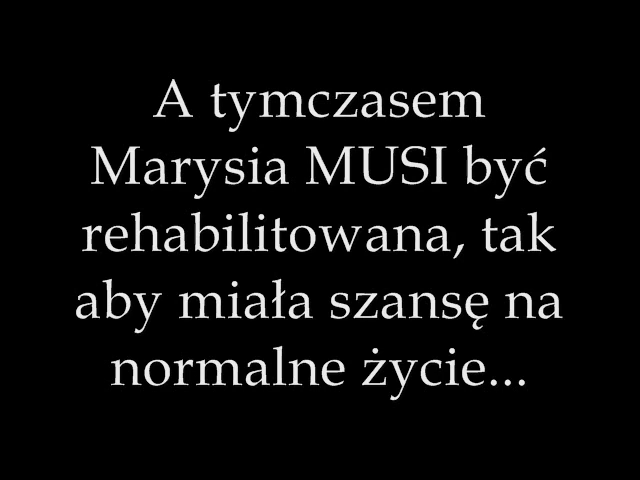 A tymczasem
Marysia MUSI być
rehabilitowana, tak
aby miała szansę na
normalne życie...